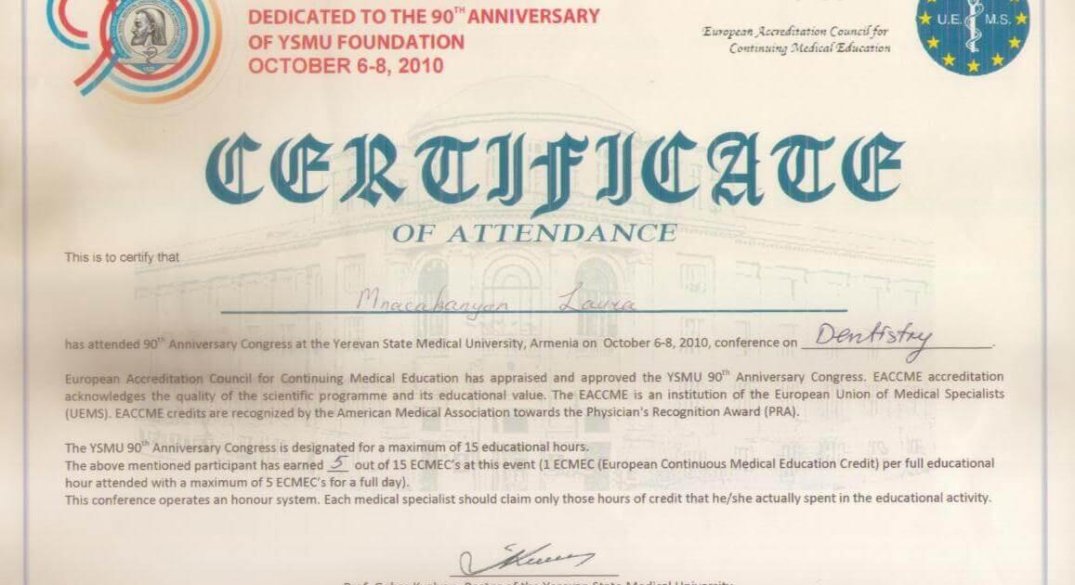 DEDICATED TO THE 90TH ANNIVERSARY
OF YSMU FOUNDATION
OCTOBER 6-8, 2010
European Accreditation Council for
Continuing Medical Education
U.E. M.S.
CERTIFICATE
OF ATTENDANCE
This is to certify that
Mnacakanyan Laura
has attended 90th Anniversary Congress at the Yerevan State Medical University, Armenia on October 6-8, 2010, conference on Dentistry.
European Accreditation Council for Continuing Medical Education has appraised and approved the YSMU 90th Anniversary Congress. EACCME accreditation
acknowledges the quality of the scientific programme and its educational value. The EACCME is an institution of the European Union of Medical Specialists
(UEMS). EACCME credits are recognized by the American Medical Association towards the Physician's Recognition Award (PRA).
The YSMU 90th Anniversary Congress is designated for a maximum of 15 educational hours.
The above mentioned participant has earned 5 out of 15 ECMEC's at this event (1 ECMEC (European Continuous Medical Education Credit) per full educational
hour attended with a maximum of 5 ECMEC's for a full day).
This conference operates an honour system. Each medical specialist should claim only those hours of credit that he/she actually spent in the educational activity.
Rector of the Yerevan State Medical University